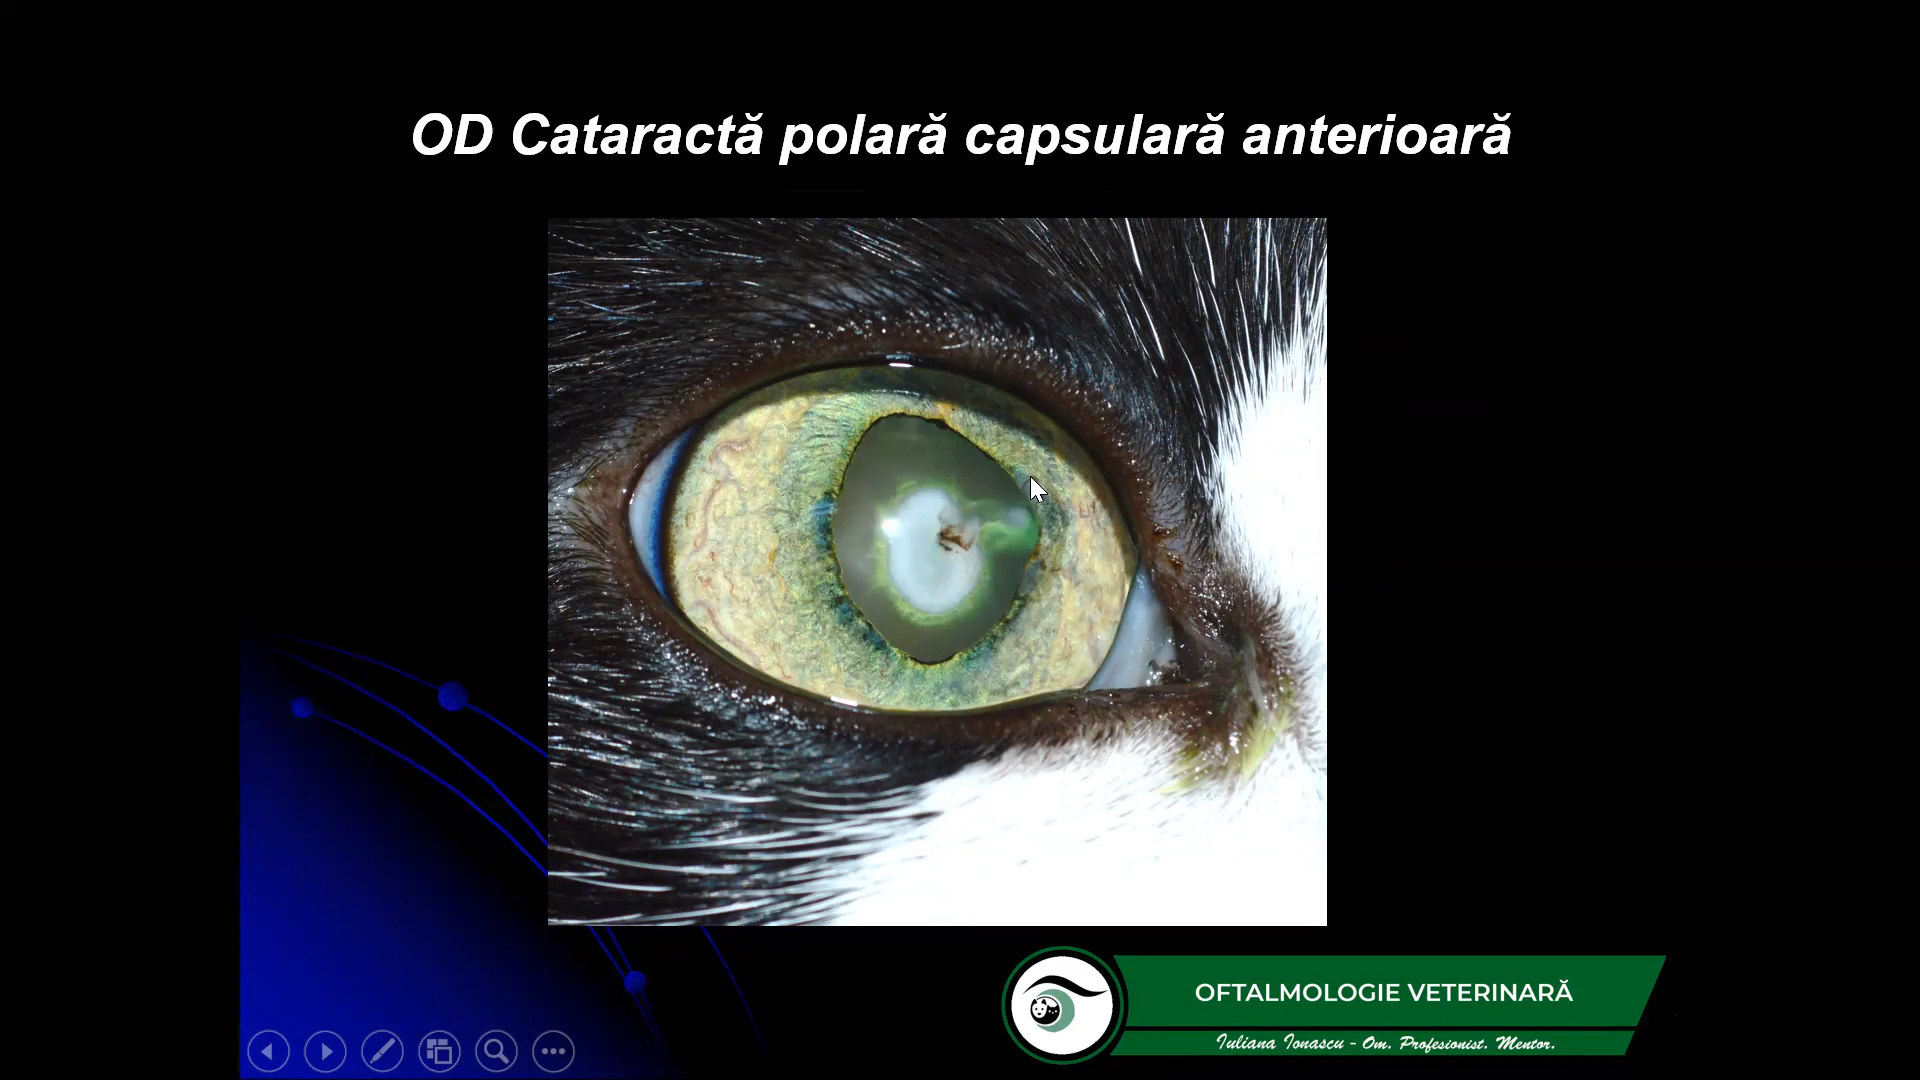 OD Cataractă polară capsulară anterioară
OFTALMOLOGIE VETERINARĂ
Iuliana Ionascu - Om. Profesionist. Mentor.